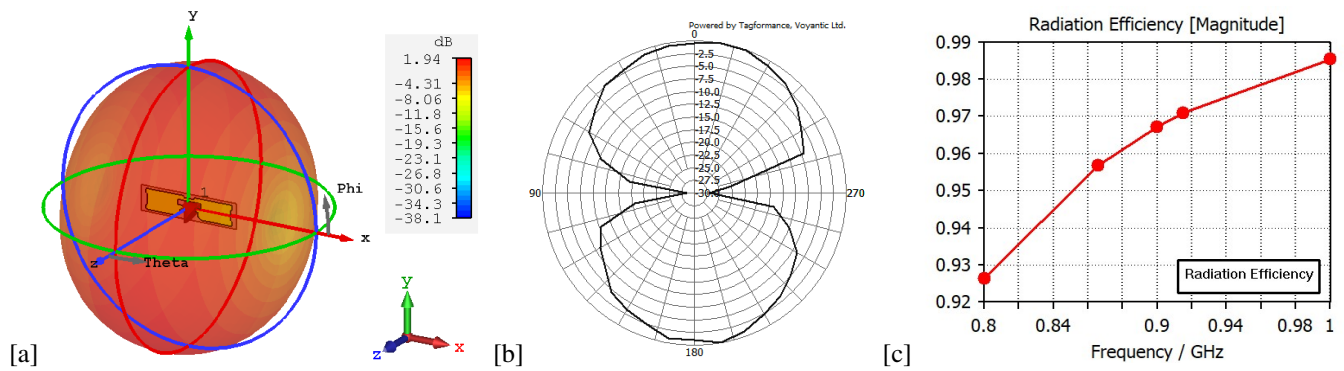 Y
dB
1.94
-4.31
-8.06
-11.8
-15.6
-19.3
-23.1
-26.8
-30.6
-34.3
-38.1
1
Phi
x
z
Theta
y
x
z
[a]
Powered by Tagformance, Voyantic Ltd.
0
-2.5
-5.0
-7.5
-10.0
-12.5
-15.0
-17.5
-20.0
-22.5
-25.0
-27.5
-30.0
90
270
180
[b]
Radiation Efficiency [Magnitude]
0.99
0.98
0.97
0.96
0.95
0.94
0.93
0.92
Radiation Efficiency
0.8 0.84 0.9 0.94 0.98 1
Frequency / GHz
[c]